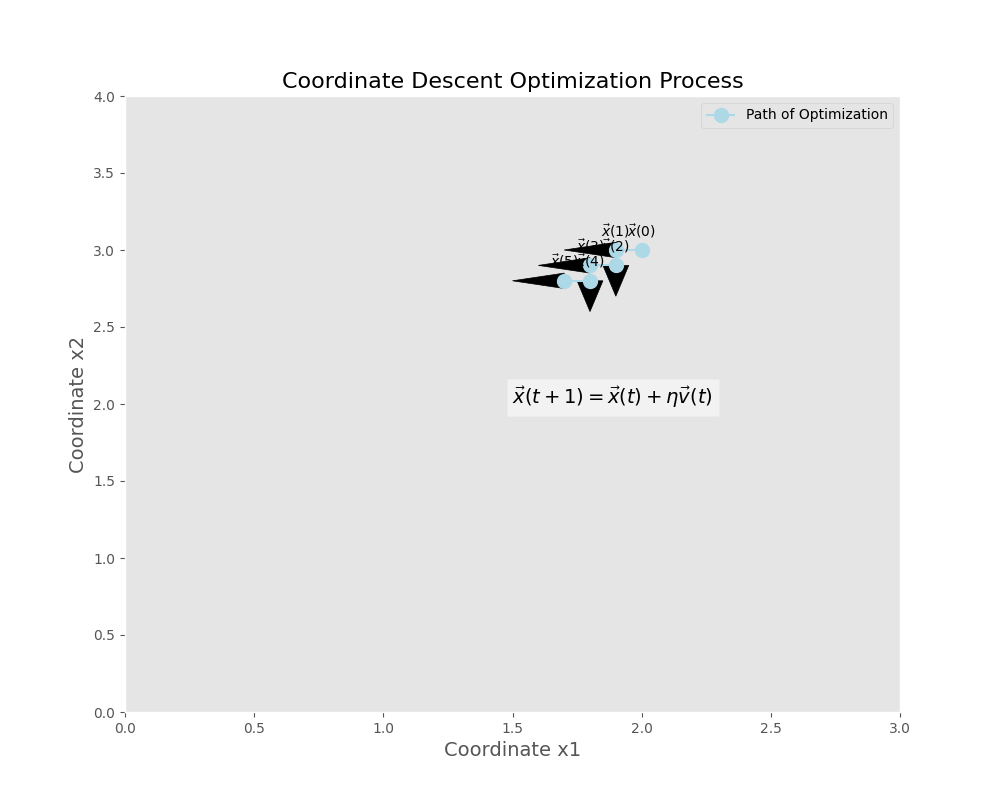 Coordinate Descent Optimization Process
Path of Optimization
4.0
3.5
3.0
2.5
2.0
1.5
1.0
0.5
0.0
Coordinate x2
x⃗(1) x⃗(0)
x⃗(3) x⃗(2)
x⃗(5) x⃗(4)
x⃗(t + 1) = x⃗(t) + ηv⃗(t)
0.0 0.5 1.0 1.5 2.0 2.5 3.0
Coordinate x1